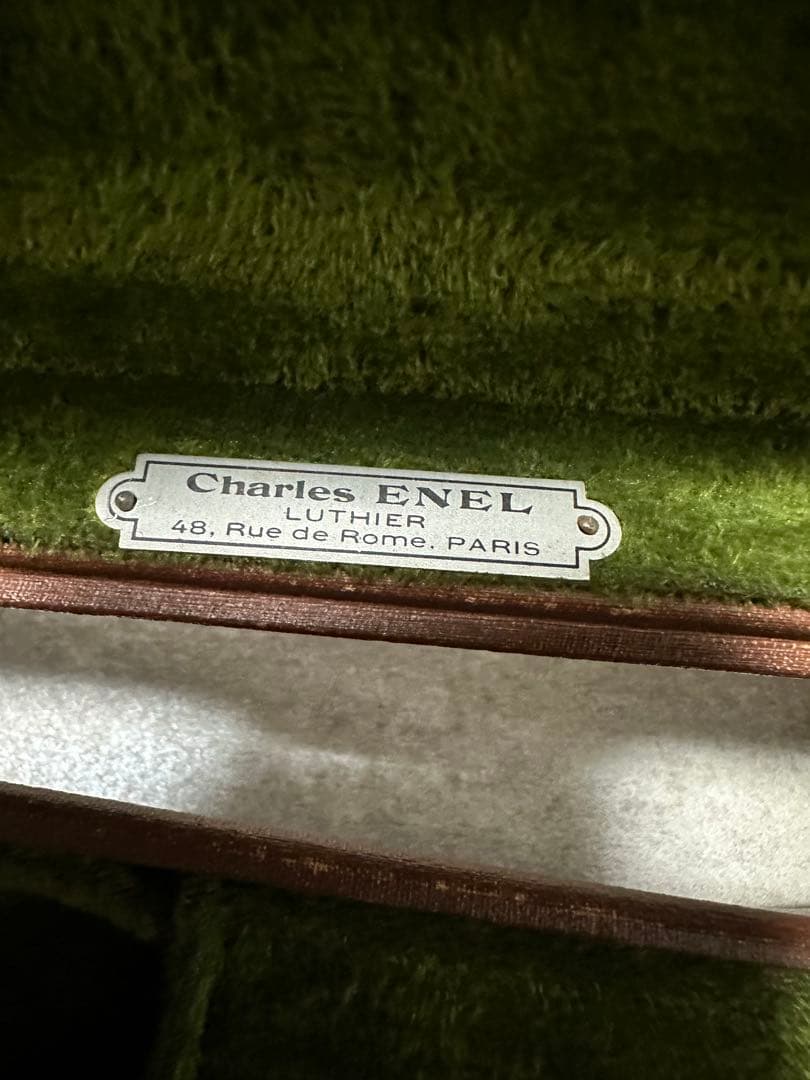 Charles ENEL
LUTHIER
48, Rue de Rome. PARIS